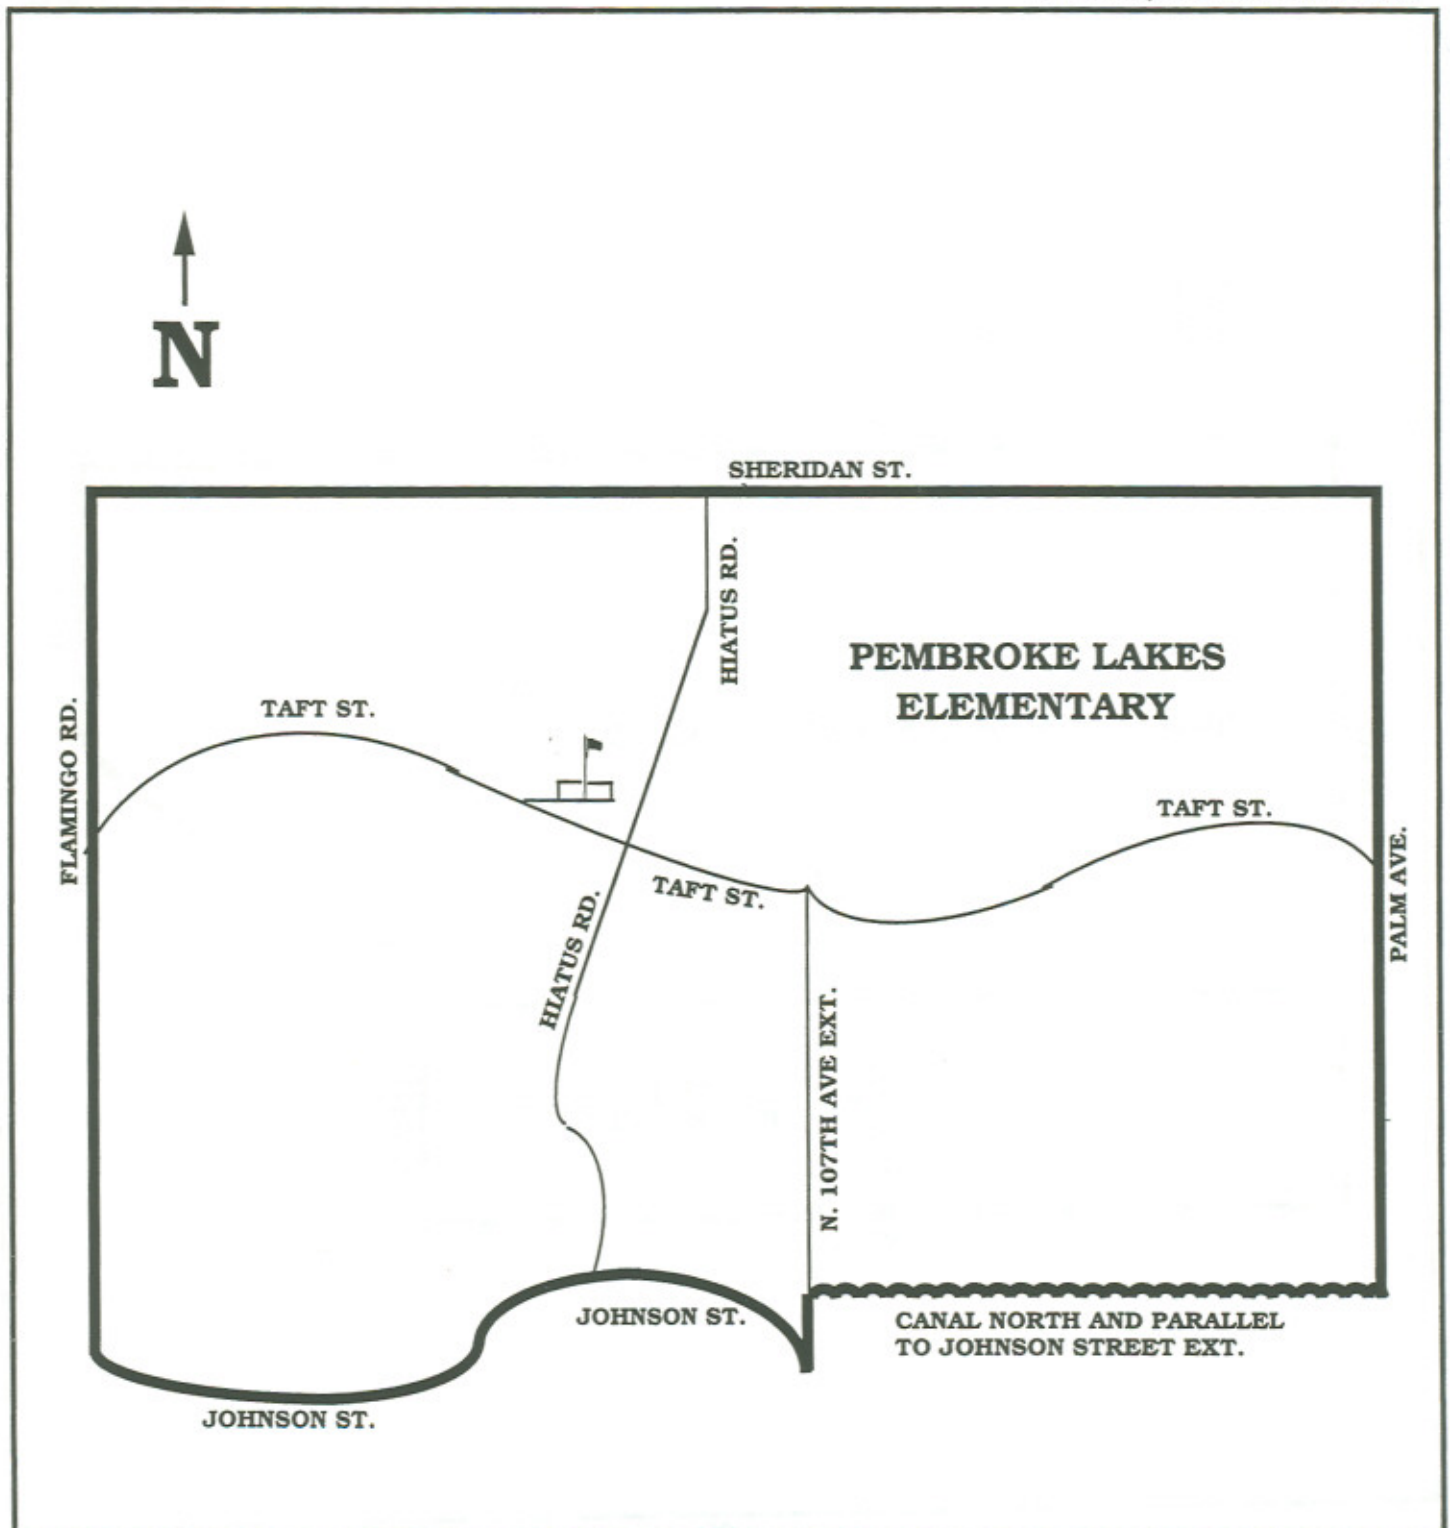 N
SHERIDAN ST.
HIATUS RD.
PEMBROKE LAKES
ELEMENTARY
TAFT ST.
FLAMINGO RD.
TAFT ST.
PALM AVE.
TAFT ST.
HIATUS RD.
N. 107TH AVE EXT.
JOHNSON ST.
CANAL NORTH AND PARALLEL
TO JOHNSON STREET EXT.
JOHNSON ST.